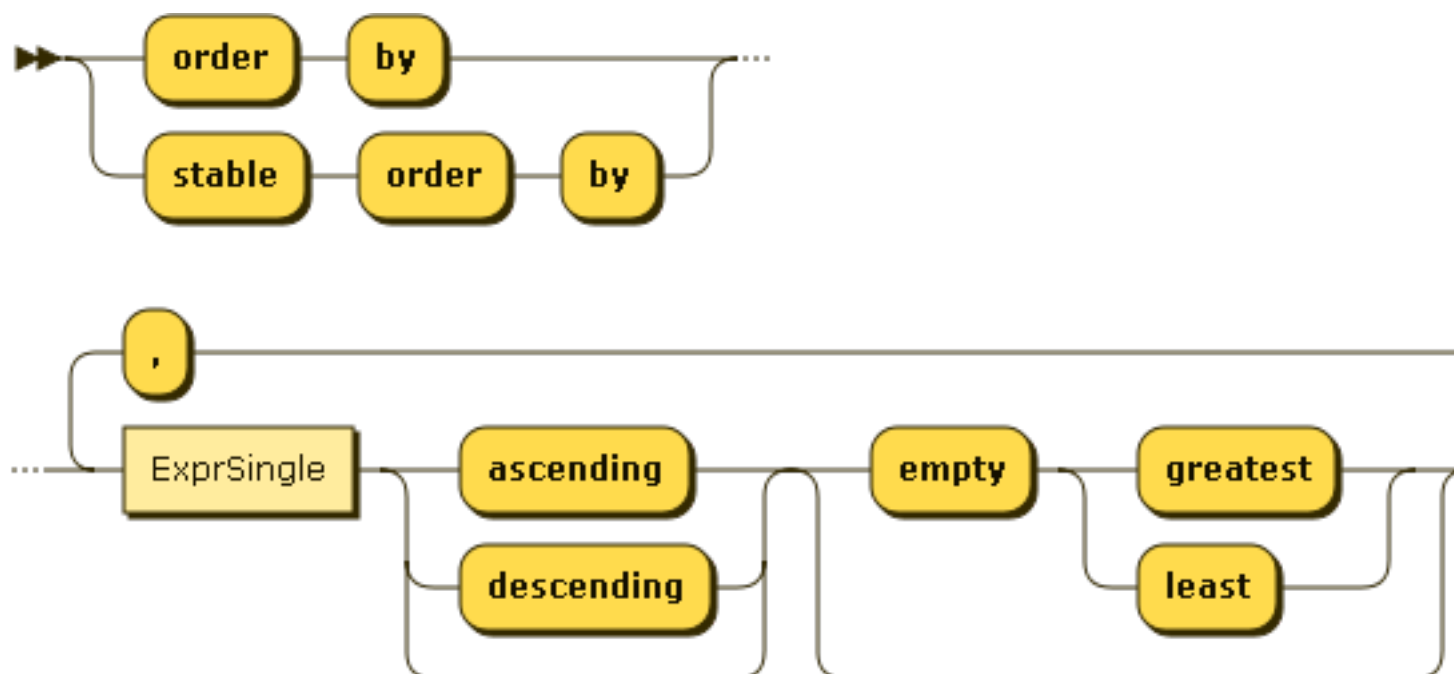 order by
stable order by
,
ExprSingle ascending empty greatest
descending least